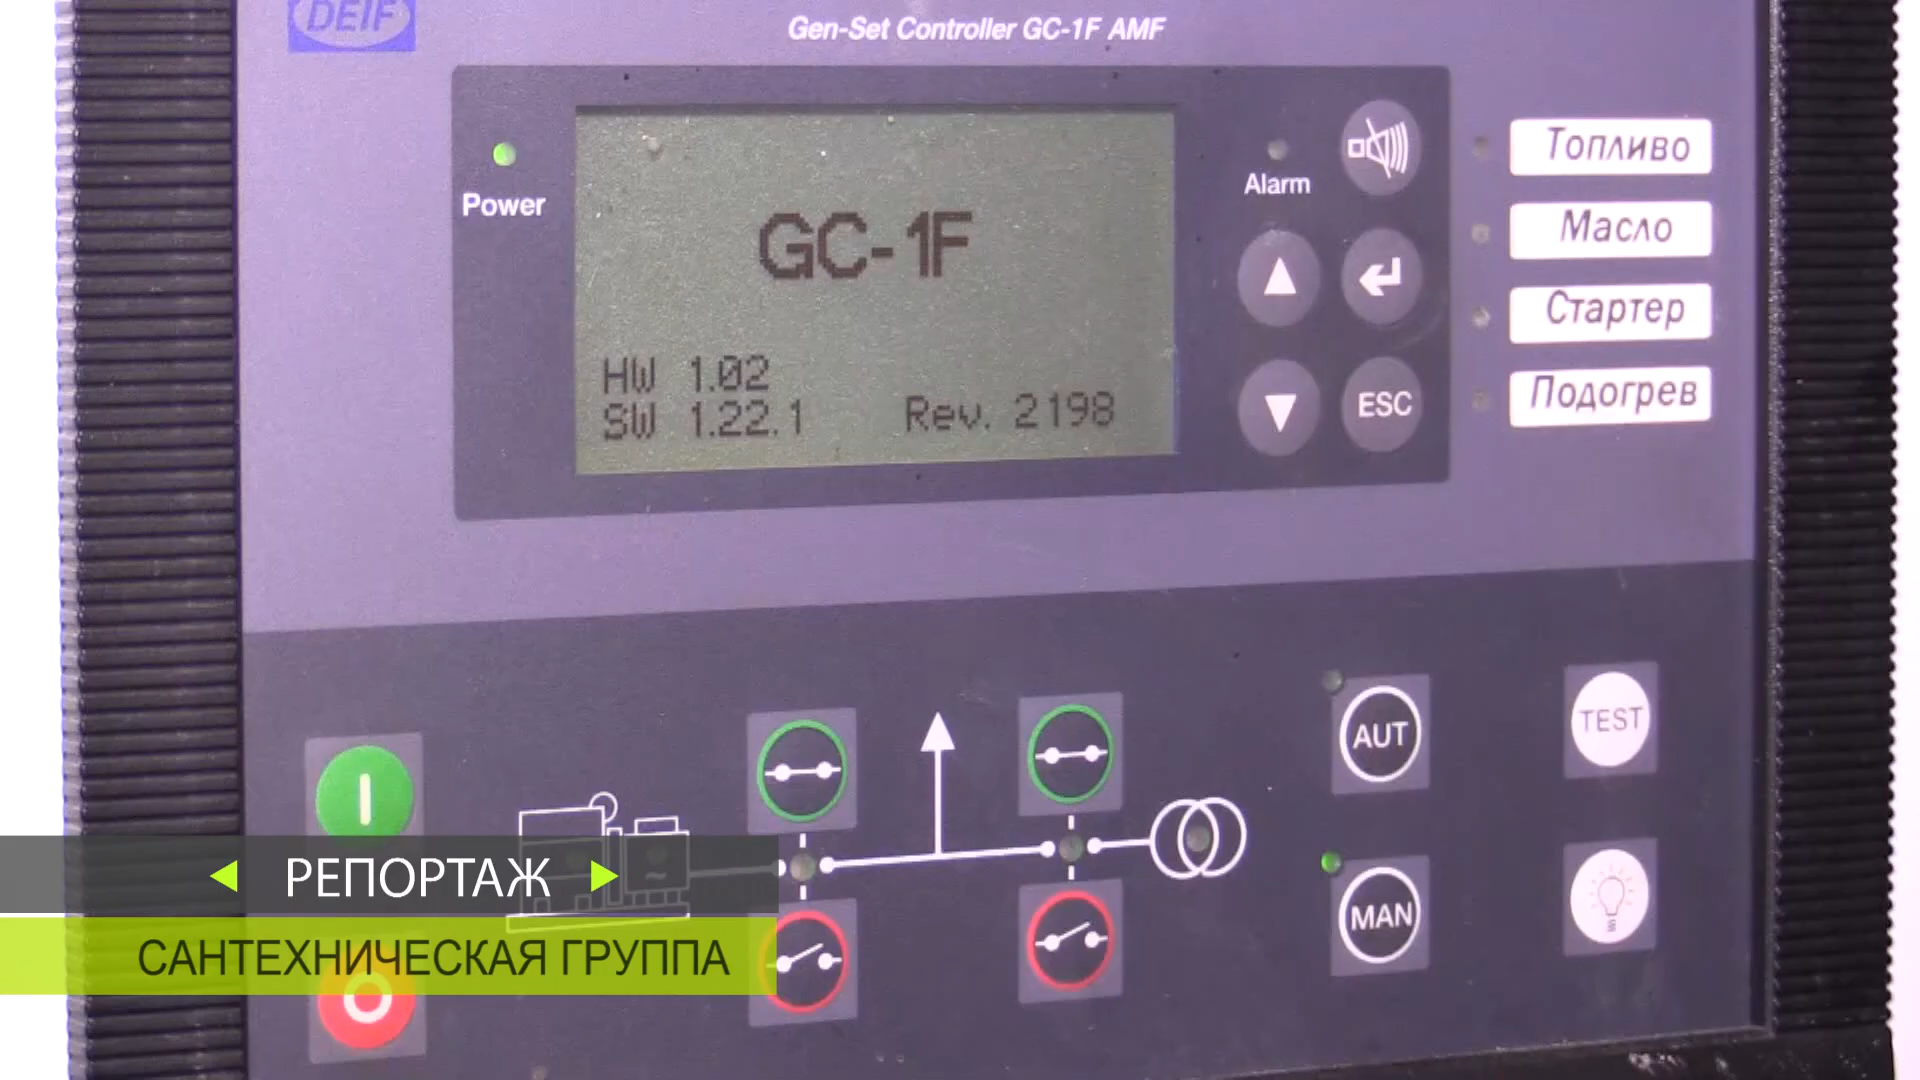 DEIF
Gen-Set Controller GC-1F AMF
Power
GC-1F
HW 1.02
SW 1.22.1
Rev. 2198
Alarm
ESC
Топливо
Масло
Стартер
Подогрев
AUT
TEST
MAN
РЕПОРТАЖ
САНТЕХНИЧЕСКАЯ ГРУППА